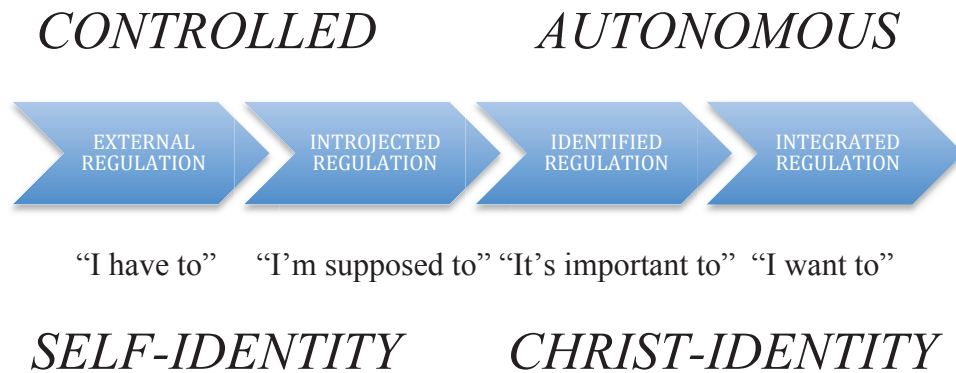 CONTROLLED AUTONOMOUS
EXTERNAL
REGULATION
INTROJECTED
REGULATION
IDENTIFIED
REGULATION
INTEGRATED
REGULATION
“I have to” “I’m supposed to” “It’s important to” “I want to”
SELF-IDENTITY CHRIST-IDENTITY